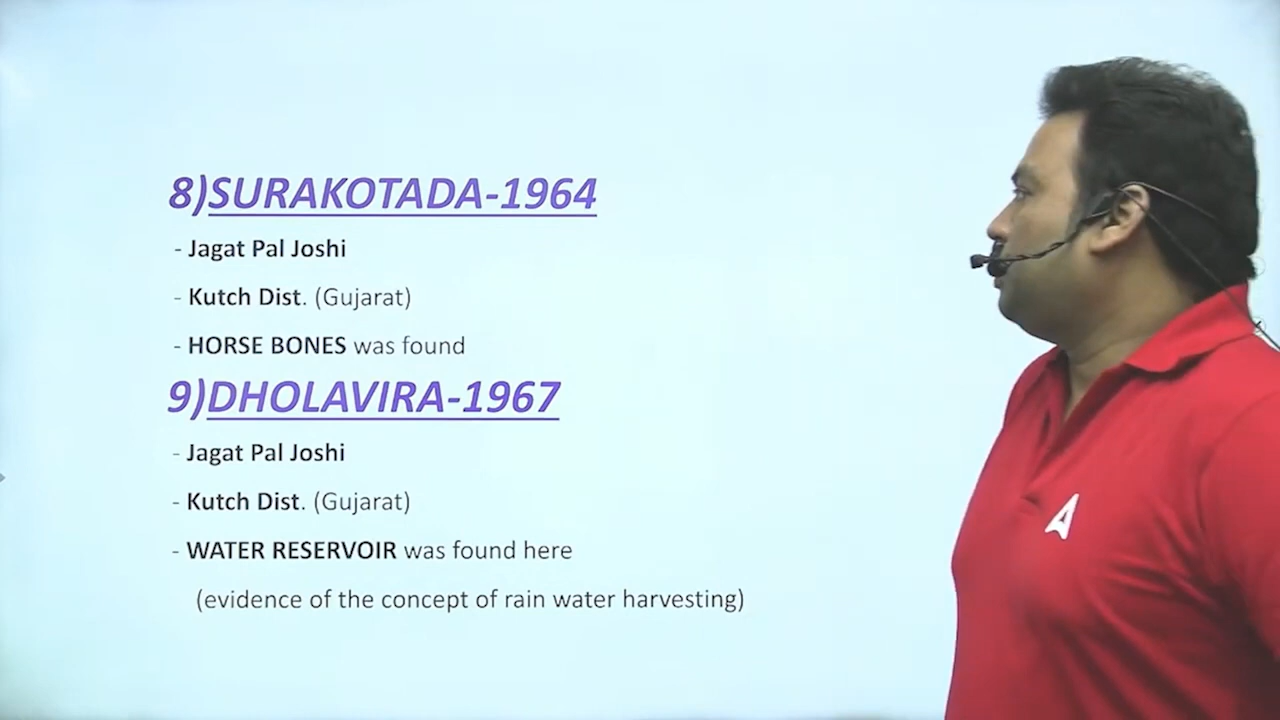 8)SURAKOTADA-1964
- Jagat Pal Joshi
- Kutch Dist. (Gujarat)
- HORSE BONES was found
9)DHOLAVIRA-1967
- Jagat Pal Joshi
- Kutch Dist. (Gujarat)
- WATER RESERVOIR was found here
(evidence of the concept of rain water harvesting)